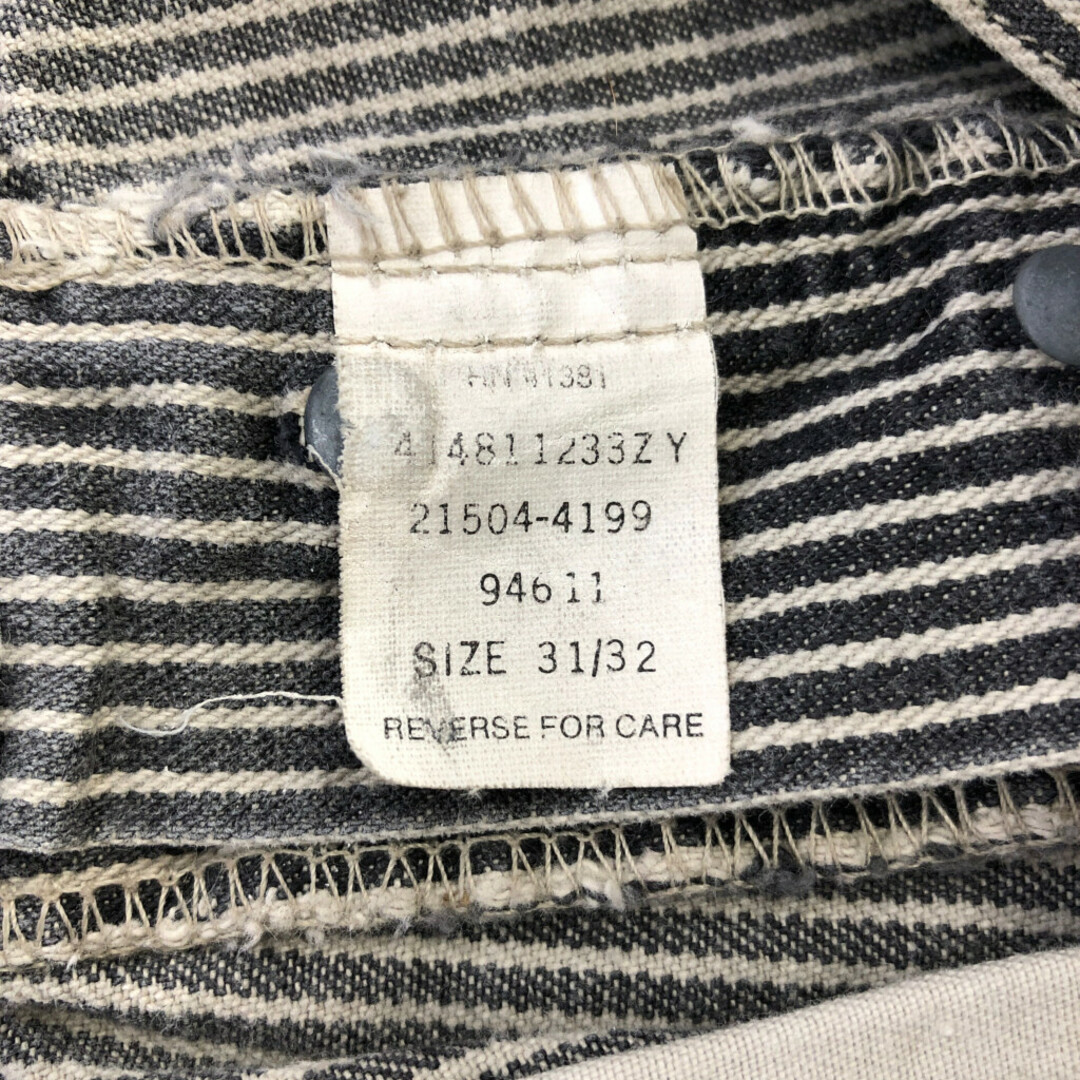 414811233ZY
21504-4199
94611
SIZE 31/32
REVERSE FOR CARE